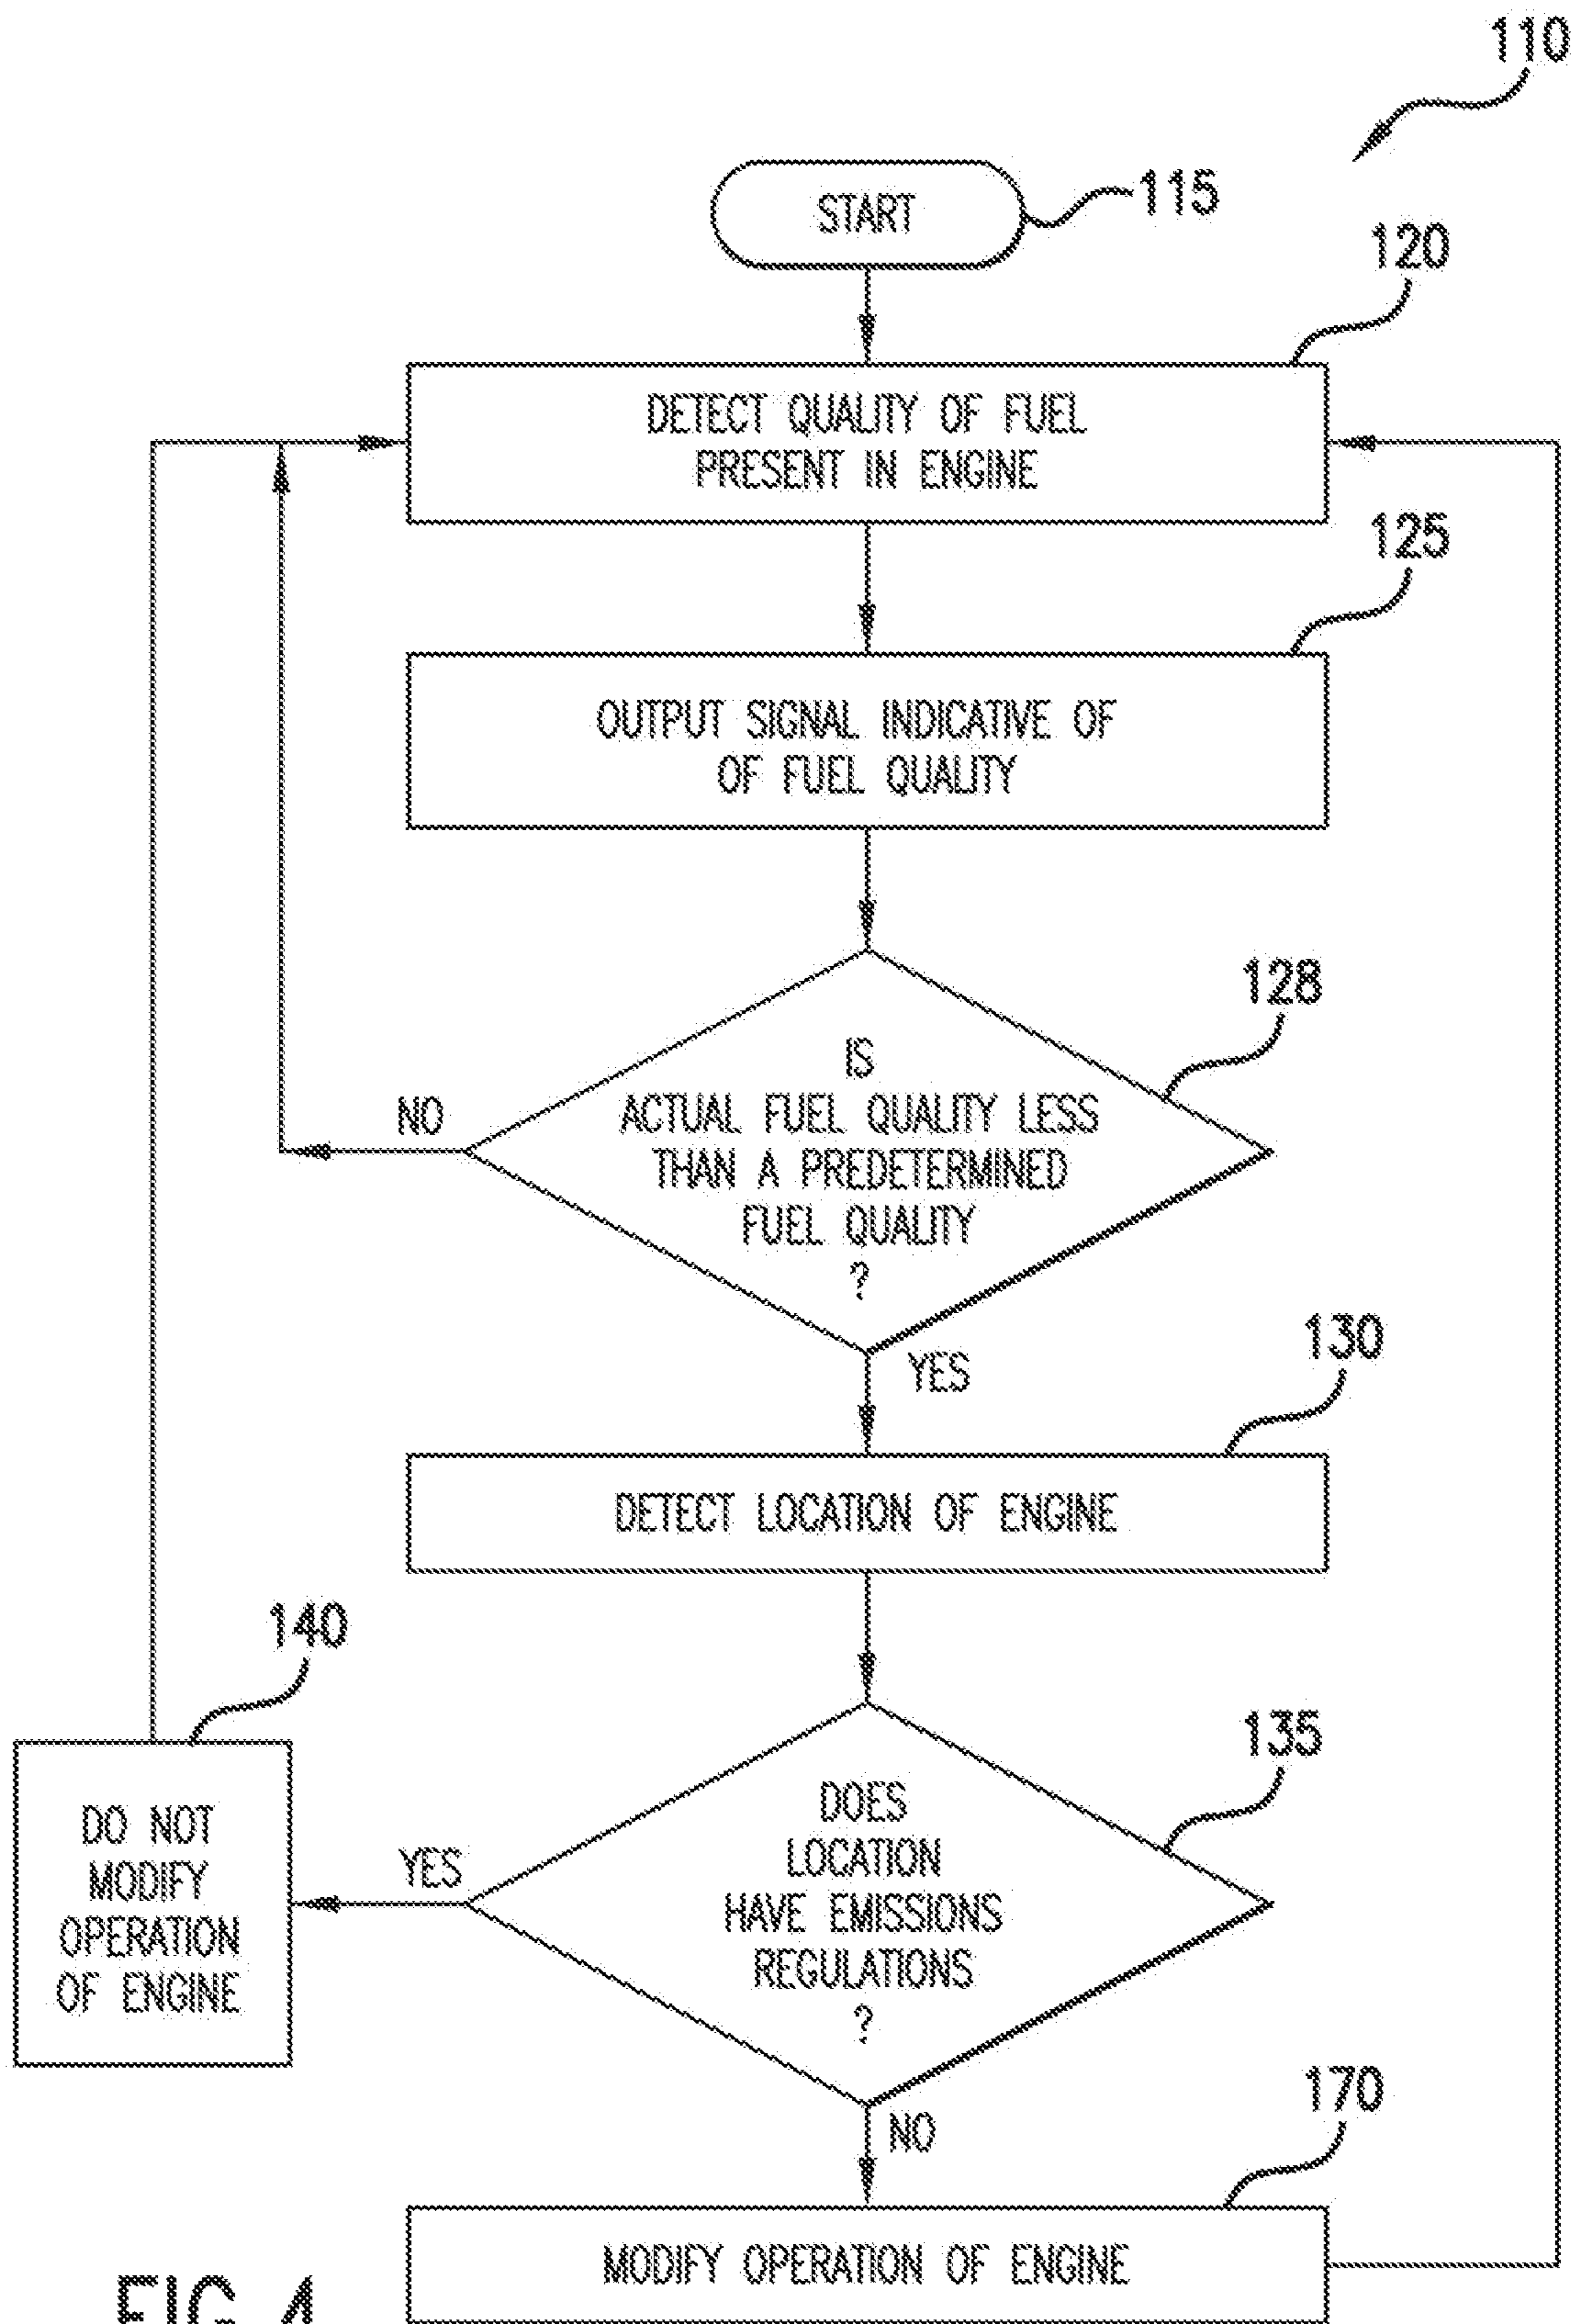 110
START
115
120
DETECT QUALITY OF FUEL
PRESENT IN ENGINE
125
OUTPUT SIGNAL INDICATIVE OF
OF FUEL QUALITY
128
IS
ACTUAL FUEL QUALITY LESS
THAN A PREDETERMINED
FUEL QUALITY
?
NO
YES
130
DETECT LOCATION OF ENGINE
140
DO NOT
MODIFY
OPERATION
OF ENGINE
135
DOES
LOCATION
HAVE EMISSIONS
REGULATIONS
?
YES
NO
170
MODIFY OPERATION OF ENGINE
FIG. 4